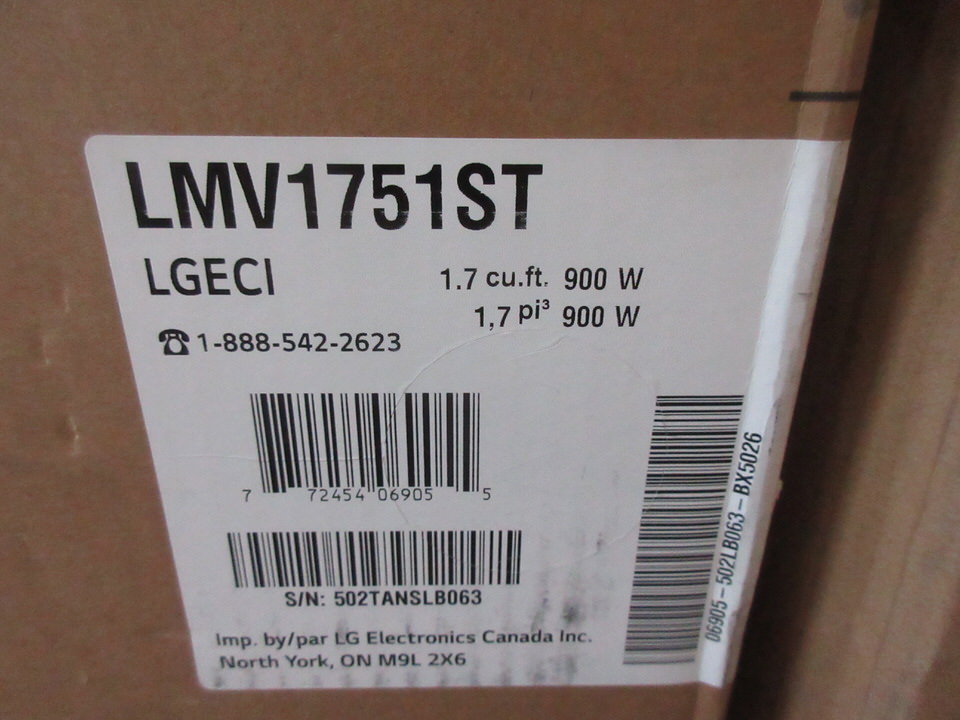 LMV1751ST
LGECI
1.7 cu.ft. 900 W
1,7 pi³ 900 W
☎1-888-542-2623
7 72454 06905 5
S/N: 502TANSLB063
Imp. by/par LG Electronics Canada Inc.
North York, ON M9L 2X6
06905-502LB063-BX5026